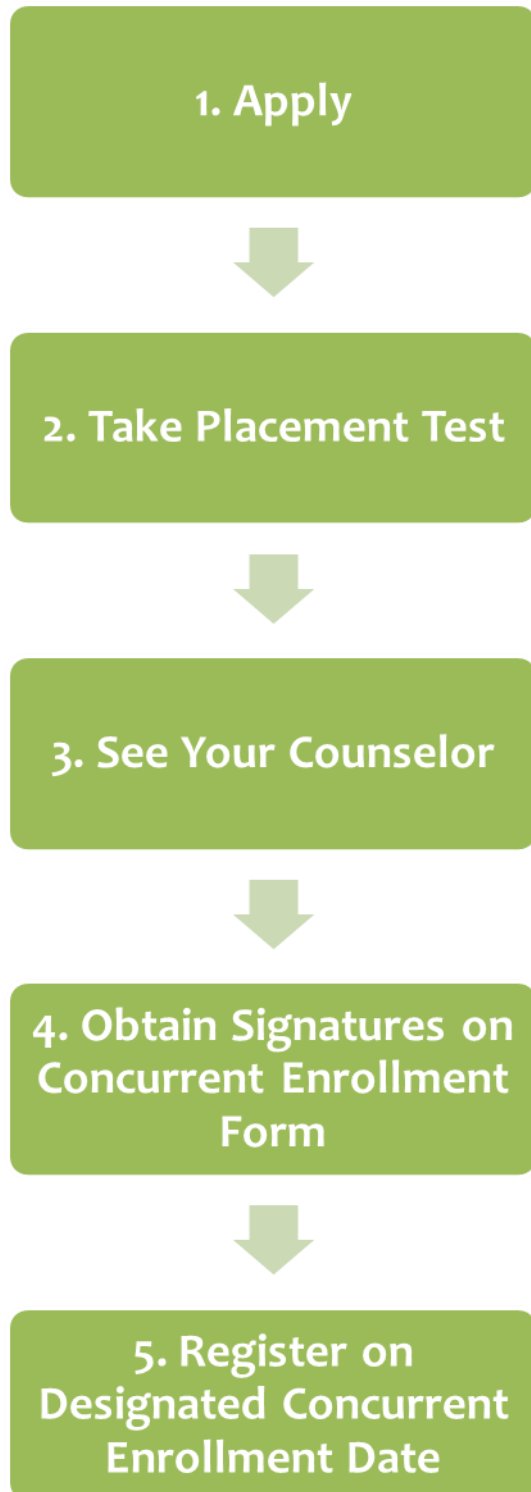 1. Apply
2. Take Placement Test
3. See Your Counselor
4. Obtain Signatures on
Concurrent Enrollment
Form
5. Register on
Designated Concurrent
Enrollment Date